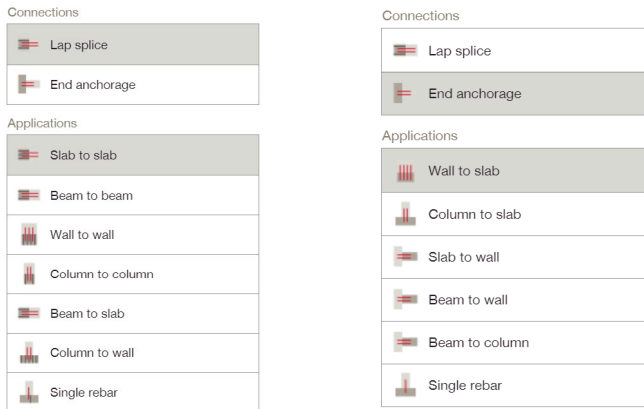 Connections
Lap splice
End anchorage
Applications
Slab to slab
Beam to beam
Wall to wall
Column to column
Beam to slab
Column to wall
Single rebar
Connections
Lap splice
End anchorage
Applications
Wall to slab
Column to slab
Slab to wall
Beam to wall
Beam to column
Single rebar